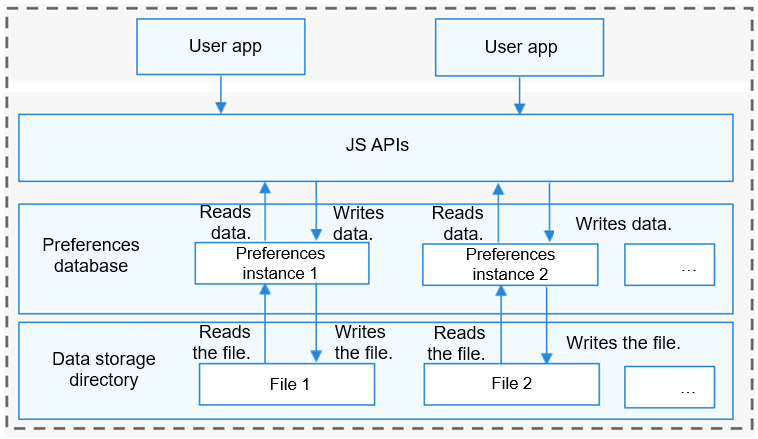 User app
User app
JS APIs
Reads
data.
Writes
data.
Reads
data.
Writes data.
Preferences
database
Preferences
instance 1
Preferences
instance 2
...
Reads
the file.
Writes
the file.
Reads
the file.
Writes the file.
Data storage
directory
File 1
File 2
...